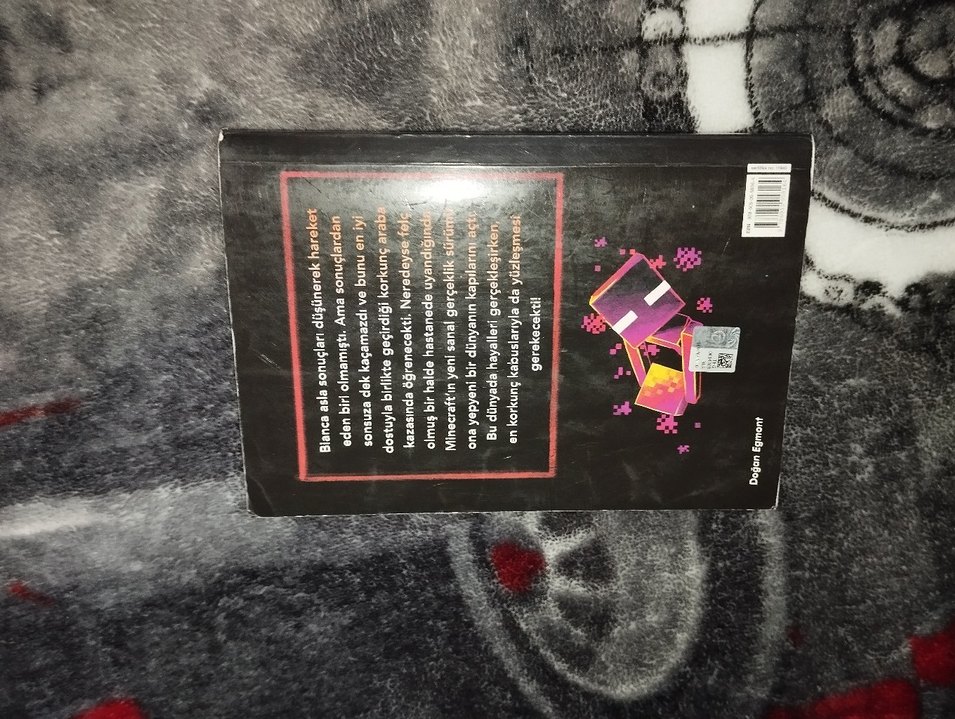 Bianca asla sonuçları düşünerek hareket
eden biri olmamıştı. Ama sonuçlardan
sonsuza dek kaçamazdı ve bunu en iyi
dostuyla birlikte geçirdiği korkunç araba
kazasında öğrenecekti. Neredeyse felç
olmuş bir halde hastanede uyandığında
Minecraft'ın yeni sanal gerçeklik sürümü
ona yepyeni bir dünyanın kapılarını açtı.
Bu dünyada hayalleri gerçekleşirken,
en korkunç kabuslarıyla da yüzleşmesi
gerekecekti!
Doğan Egmont